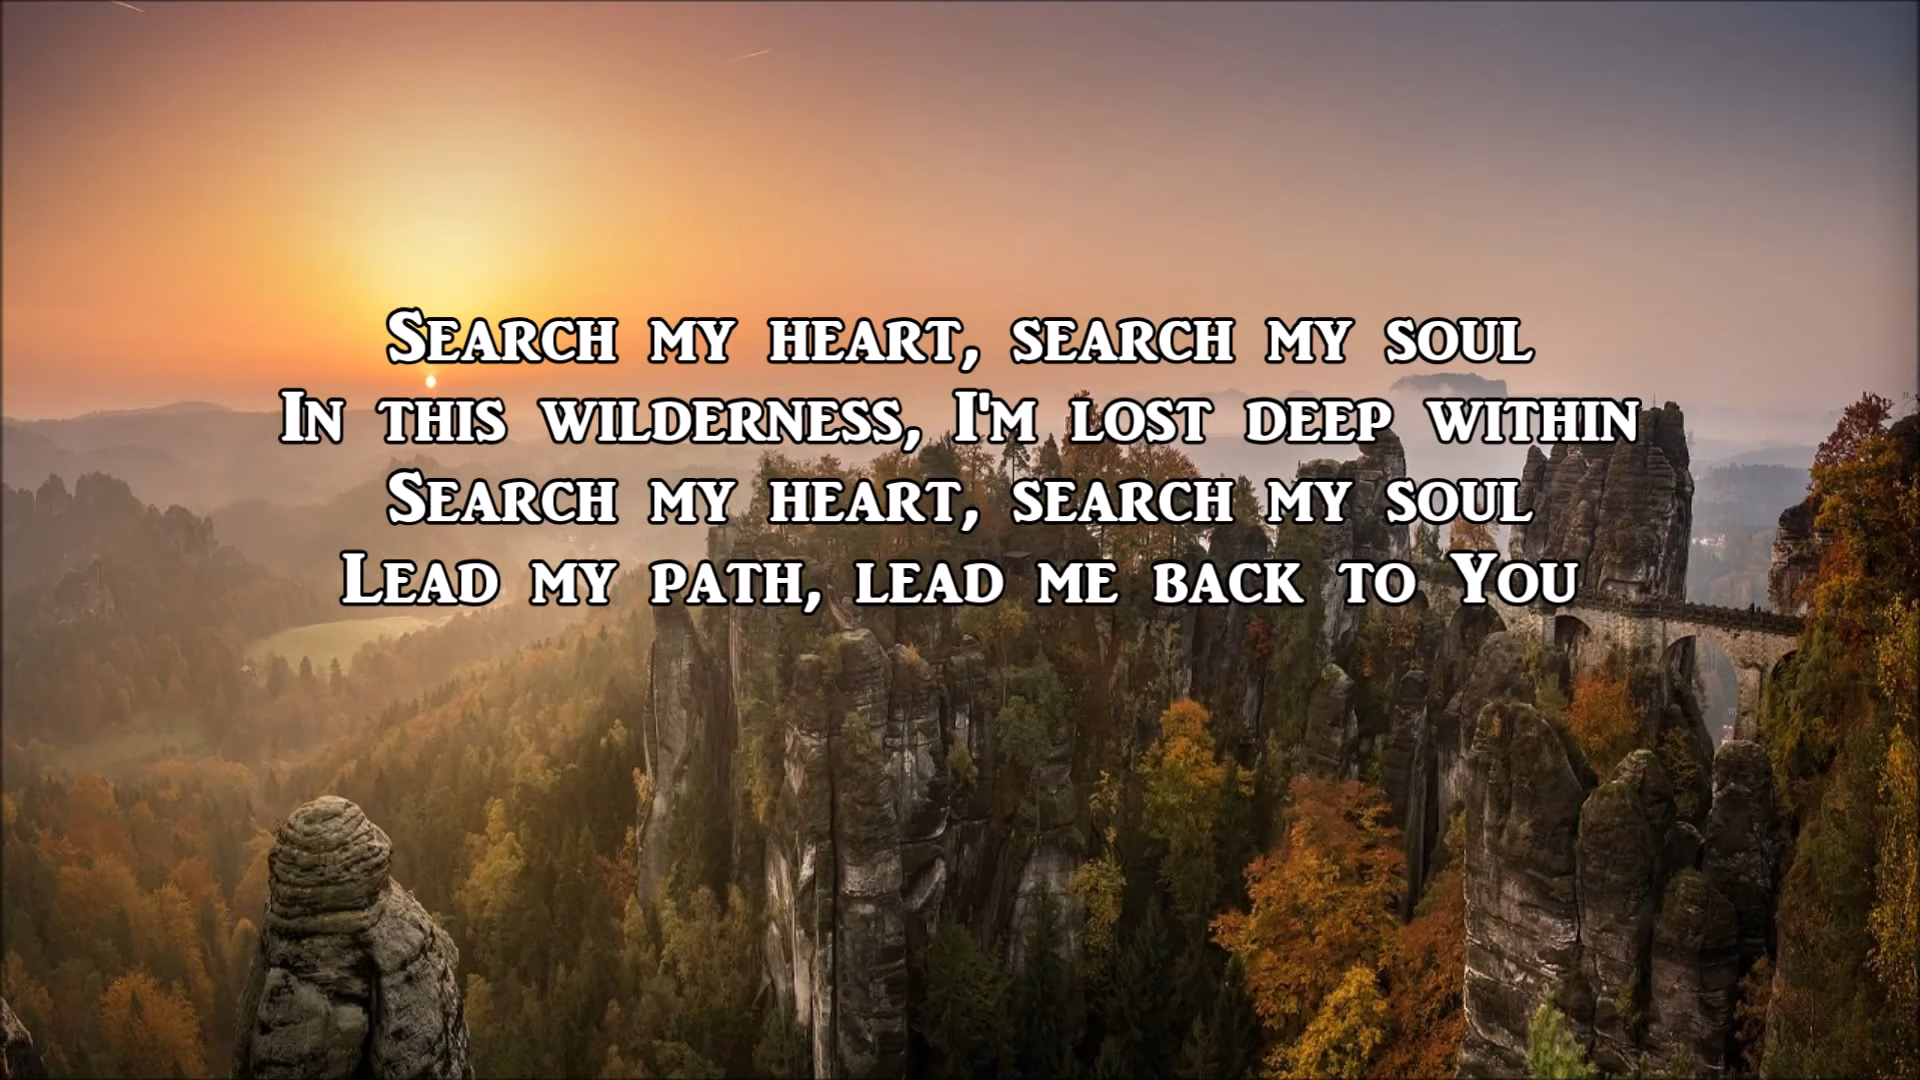 Search my heart, search my soul
In this wilderness, I'm lost deep within
Search my heart, search my soul
Lead my path, lead me back to You